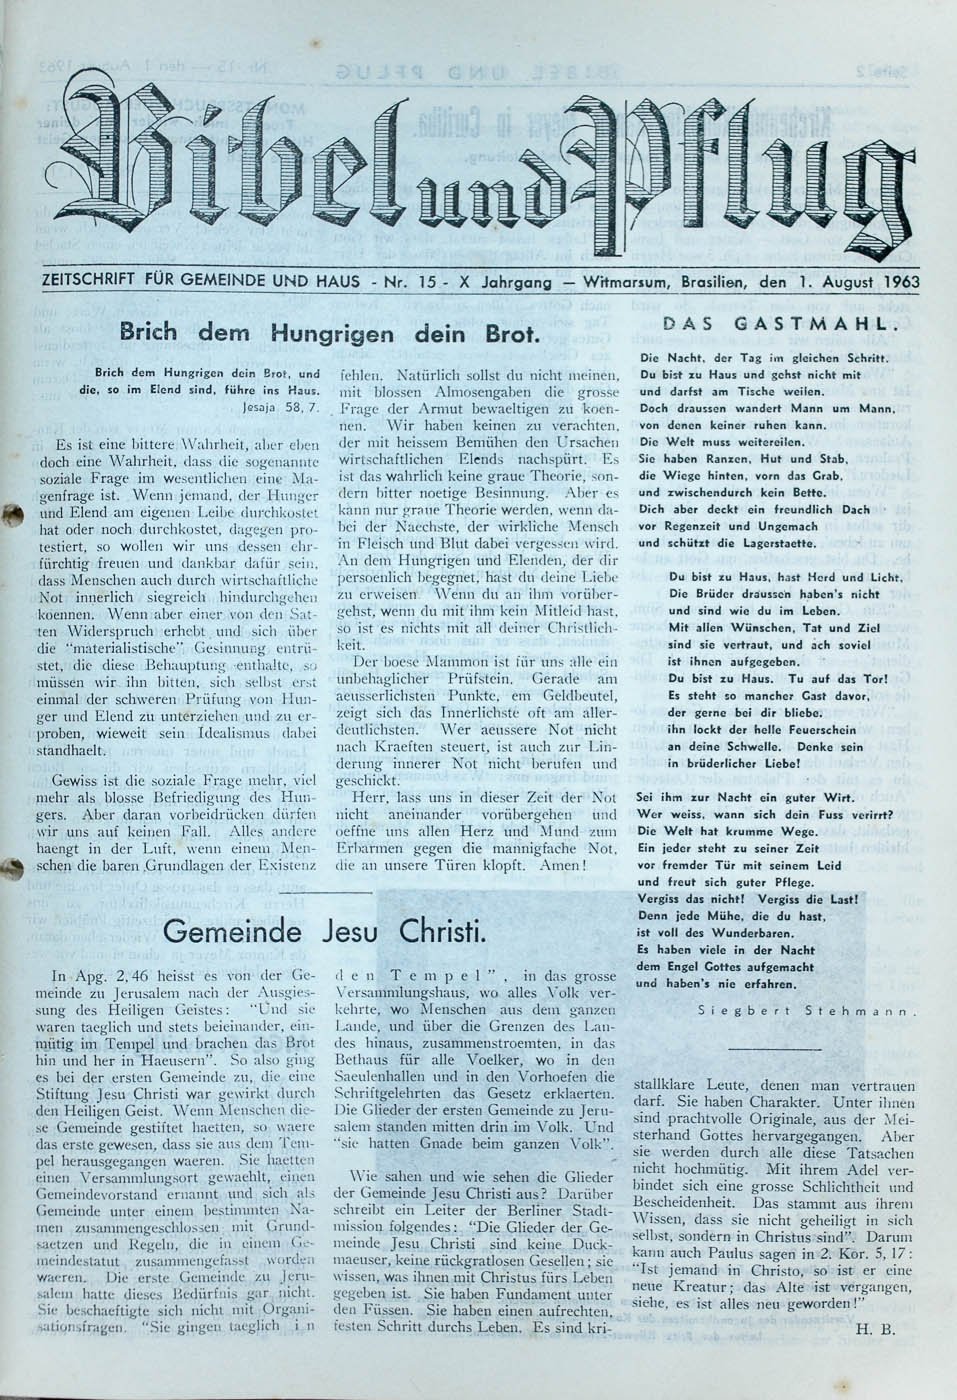 Bibel und Pflug
ZEITSCHRIFT FÜR GEMEINDE UND HAUS - Nr. 15 - X Jahrgang — Witmarsum, Brasilien, den 1. August 1963
Brich dem Hungrigen dein Brot.
Brich dem Hungrigen dein Brot, und
die, so im Elend sind, führe ins Haus.
Jesaja 58, 7.
Es ist eine bittere Wahrheit, aber eben
doch eine Wahrheit, dass die sogenannte
soziale Frage im wesentlichen eine Ma-
genfrage ist. Wenn jemand, der Hunger
und Elend am eigenen Leibe durchkostet
hat oder noch durchkostet, dagegen pro-
testiert, so wollen wir uns dessen ehr-
fürchtig freuen und dankbar dafür sein,
dass Menschen auch durch wirtschaftliche
Not innerlich siegreich hindurchgehen
koennen. Wenn aber einer von den Sat-
ten Widerspruch erhebt und sich über
die "materialistische" Gesinnung entrü-
stet, die diese Behauptung enthalte, so
müssen wir ihn bitten, sich selbst erst
einmal der schweren Prüfung von Hun-
ger und Elend zu unterziehen und zu er-
proben, wieweit sein Idealismus dabei
standhaelt.
Gewiss ist die soziale Frage mehr, viel
mehr als blosse Befriedigung des Hun-
gers. Aber daran vorbeidrücken dürfen
wir uns auf keinen Fall. Alles andere
haengt in der Luft, wenn einem Men-
schen die baren Grundlagen der Existenz
fehlen. Natürlich sollst du nicht meinen,
mit blossen Almosengaben die grosse
Frage der Armut bewaeltigen zu koen-
nen. Wir haben keinen zu verachten,
der mit heissem Bemühen den Ursachen
wirtschaftlichen Elends nachspürt. Es
ist das wahrlich keine graue Theorie, son-
dern bitter noetige Besinnung. Aber es
kann nur graue Theorie werden, wenn da-
bei der Naechste, der wirkliche Mensch
in Fleisch und Blut dabei vergessen wird.
An dem Hungrigen und Elenden, der dir
persoenlich begegnet, hast du deine Liebe
zu erweisen. Wenn du an ihm vorüber-
gehst, wenn du mit ihm kein Mitleid hast,
so ist es nichts mit all deiner Christlich-
keit.
Der boese Mammon ist für uns alle ein
unbehaglicher Prüfstein. Gerade am
aeusserlichsten Punkte, em Geldbeutel,
zeigt sich das Innerlichste oft am aller-
deutlichsten. Wer aeussere Not nicht
nach Kraeften steuert, ist auch zur Lin-
derung innerer Not nicht berufen und
geschickt.
Herr, lass uns in dieser Zeit der Not
nicht aneinander vorübergehen und
oeffne uns allen Herz und Mund zum
Erbarmen gegen die mannigfache Not,
die an unsere Türen klopft. Amen!
DAS GASTMAHL.
Die Nacht, der Tag im gleichen Schritt.
Du bist zu Haus und gehst nicht mit
und darfst am Tische weilen.
Doch draussen wandert Mann um Mann,
von denen keiner ruhen kann.
Die Welt muss weitereilen.
Sie haben Ranzen, Hut und Stab,
die Wiege hinten, vorn das Grab,
und zwischendurch kein Bette.
Dich aber deckt ein freundlich Dach
vor Regenzeit und Ungemach
und schützt die Lagerstaette.
Du bist zu Haus, hast Herd und Licht,
Die Brüder draussen haben's nicht
und sind wie du im Leben.
Mit allen Wünschen, Tat und Ziel
sind sie vertraut, und ach soviel
ist ihnen aufgegeben.
Du bist zu Haus. Tu auf das Tor!
Es steht so mancher Gast davor,
der gerne bei dir bliebe.
ihn lockt der helle Feuerschein
an deine Schwelle. Denke sein
in brüderlicher Liebe!
Sei ihm zur Nacht ein guter Wirt.
Wer weiss, wann sich dein Fuss verirrt?
Die Welt hat krumme Wege.
Ein jeder steht zu seiner Zeit
vor fremder Tür mit seinem Leid
und freut sich guter Pflege.
Vergiss das nicht! Vergiss die Last!
Denn jede Mühe, die du hast,
ist voll des Wunderbaren.
Es haben viele in der Nacht
dem Engel Gottes aufgemacht
und haben's nie erfahren.
Siegbert Stehmann.
Gemeinde Jesu Christi.
In Apg. 2, 46 heisst es von der Ge-
meinde zu Jerusalem nach der Ausgies-
sung des Heiligen Geistes: "Und sie
waren taeglich und stets beieinander, ein-
mütig im Tempel und brachen das Brot
hin und her in Haeusern". So also ging
es bei der ersten Gemeinde zu, die eine
Stiftung Jesu Christi war gewirkt durch
den Heiligen Geist. Wenn Menschen die-
se Gemeinde gestiftet haetten, so waere
das erste gewesen, dass sie aus dem Tem-
pel herausgegangen waeren. Sie haetten
einen Versammlungsort gewaehlt, einen
Gemeindevorstand ernannt und sich als
Gemeinde unter einem bestimmten Na-
men zusammengeschlossen mit Grund-
saetzen und Regeln, die in einem Ge-
meindestatut zusammengefasst worden
waeren. Die erste Gemeinde zu Jeru-
salem hatte dieses Bedürfnis gar nicht.
Sie beschaeftigte sich nicht mit Organi-
sationsfragen. "Sie gingen taeglich in
den Tempel", in das grosse
Versammlungshaus, wo alles Volk ver-
kehrte, wo Menschen aus dem ganzen
Lande, und über die Grenzen des Lan-
des hinaus, zusammenstroemten, in das
Bethaus für alle Voelker, wo in den
Saeulenhallen und in den Vorhoefen die
Schriftgelehrten das Gesetz erklaerten.
Die Glieder der ersten Gemeinde zu Jeru-
salem standen mitten drin im Volk. Und
"sie hatten Gnade beim ganzen Volk".
Wie sahen und wie sehen die Glieder
der Gemeinde Jesu Christi aus? Darüber
schreibt ein Leiter der Berliner Stadt-
mission folgendes: "Die Glieder der Ge-
meinde Jesu Christi sind keine Duck-
maeuser, keine rückgratlosen Gesellen; sie
wissen, was ihnen mit Christus fürs Leben
gegeben ist. Sie haben Fundament unter
den Füssen. Sie haben einen aufrechten,
festen Schritt durchs Leben. Es sind kri-
stallklare Leute, denen man vertrauen
darf. Sie haben Charakter. Unter ihnen
sind prachtvolle Originale, aus der Mei-
sterhand Gottes hervargegangen. Aber
sie werden durch alle diese Tatsachen
nicht hochmütig. Mit ihrem Adel ver-
bindet sich eine grosse Schlichtheit und
Bescheidenheit. Das stammt aus ihrem
Wissen, dass sie nicht geheiligt in sich
selbst, sondern in Christus sind". Darum
kann auch Paulus sagen in 2. Kor. 5, 17:
"Ist jemand in Christo, so ist er eine
neue Kreatur; das Alte ist vergangen,
siehe, es ist alles neu geworden!"
H. B.